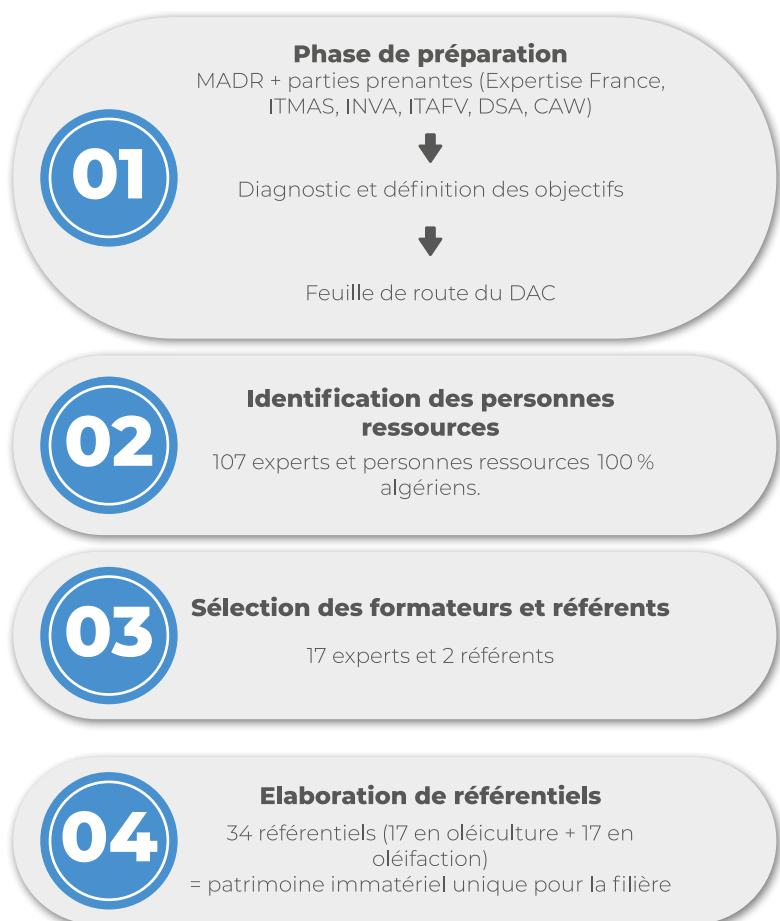 01
Phase de préparation
MADR + parties prenantes (Expertise France,
ITMAS, INVA, ITAFV, DSA, CAW)
Diagnostic et définition des objectifs
Feuille de route du DAC
02
Identification des personnes
ressources
107 experts et personnes ressources 100 %
algériens.
03
Sélection des formateurs et référents
17 experts et 2 référents
04
Elaboration de référentiels
34 référentiels (17 en oléiculture + 17 en
oléifaction)
= patrimoine immatériel unique pour la filière